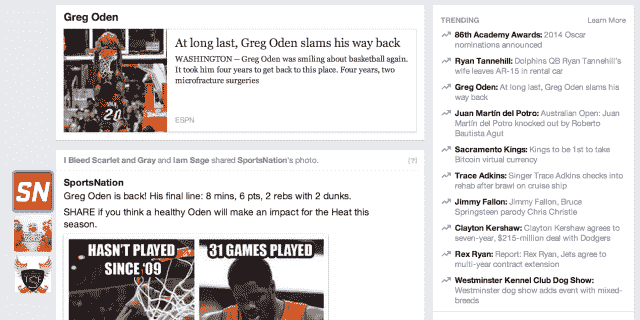 Greg Oden
At long last, Greg Oden slams his way back
WASHINGTON — Greg Oden was smiling about basketball again.
It took him four years to get back to this place. Four years, two
microfracture surgeries
20
ESPN
I Bleed Scarlet and Gray and Iam Sage shared SportsNation's photo.
[?]
SN
SportsNation
Greg Oden is back! His final line: 8 mins, 6 pts, 2 rebs with 2 dunks.
SHARE if you think a healthy Oden will make an impact for the Heat this
season.
HASN'T PLAYED
SINCE '09
31 GAMES PLAYED
TRENDING
Learn More
86th Academy Awards: 2014 Oscar
nominations announced
Ryan Tannehill: Dolphins QB Ryan Tannehill's
wife leaves AR-15 in rental car
Greg Oden: At long last, Greg Oden slams his
way back
Juan Martín del Potro: Australian Open: Juan
Martín del Potro knocked out by Roberto
Bautista Agut
Sacramento Kings: Kings to be 1st to take
Bitcoin virtual currency
Trace Adkins: Singer Trace Adkins checks into
rehab after brawl on cruise ship
Jimmy Fallon: Jimmy Fallon, Bruce
Springsteen parody Chris Christie
Clayton Kershaw: Clayton Kershaw agrees to
seven-year, $215-million deal with Dodgers
Rex Ryan: Report: Rex Ryan, Jets agree to
multi-year contract extension
Westminster Kennel Club Dog Show:
Westminster dog show adds event with mixed-
breeds